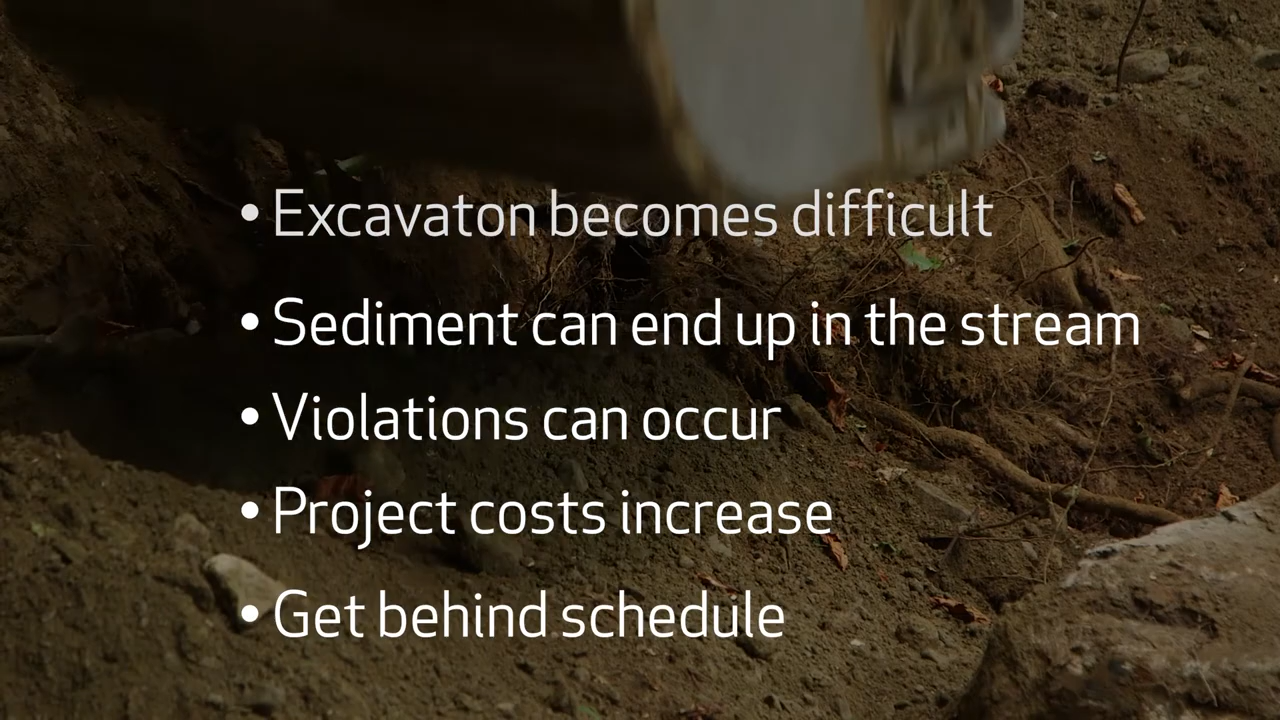 • Excavaton becomes difficult
• Sediment can end up in the stream
• Violations can occur
• Project costs increase
• Get behind schedule